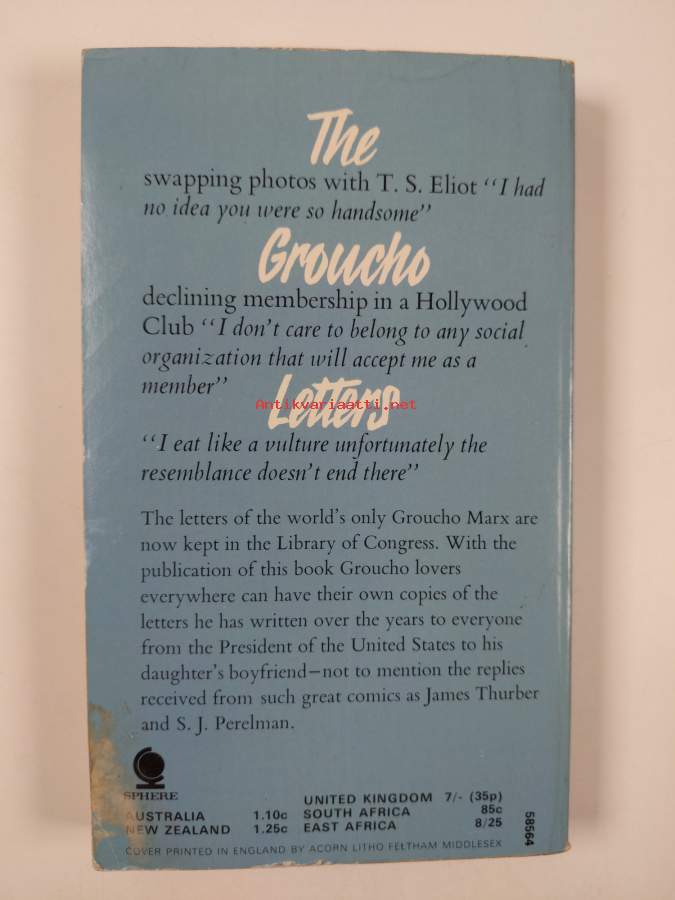 The
swapping photos with T. S. Eliot "I had
no idea you were so handsome"
Groucho
declining membership in a Hollywood
Club "I don't care to belong to any social
organization that will accept me as a
member"
Letters
Antikvariaatti.net
"I eat like a vulture unfortunately the
resemblance doesn't end there"
The letters of the world's only Groucho Marx are
now kept in the Library of Congress. With the
publication of this book Groucho lovers
everywhere can have their own copies of the
letters he has written over the years to everyone
from the President of the United States to his
daughter's boyfriend—not to mention the replies
received from such great comics as James Thurber
and S. J. Perelman.
SPHERE
AUSTRALIA 1.10c
NEW ZEALAND 1.25c
UNITED KINGDOM 7/- (35p)
SOUTH AFRICA 85c
EAST AFRICA 8/25
58564
COVER PRINTED IN ENGLAND BY ACORN LITHO FELTHAM MIDDLESEX